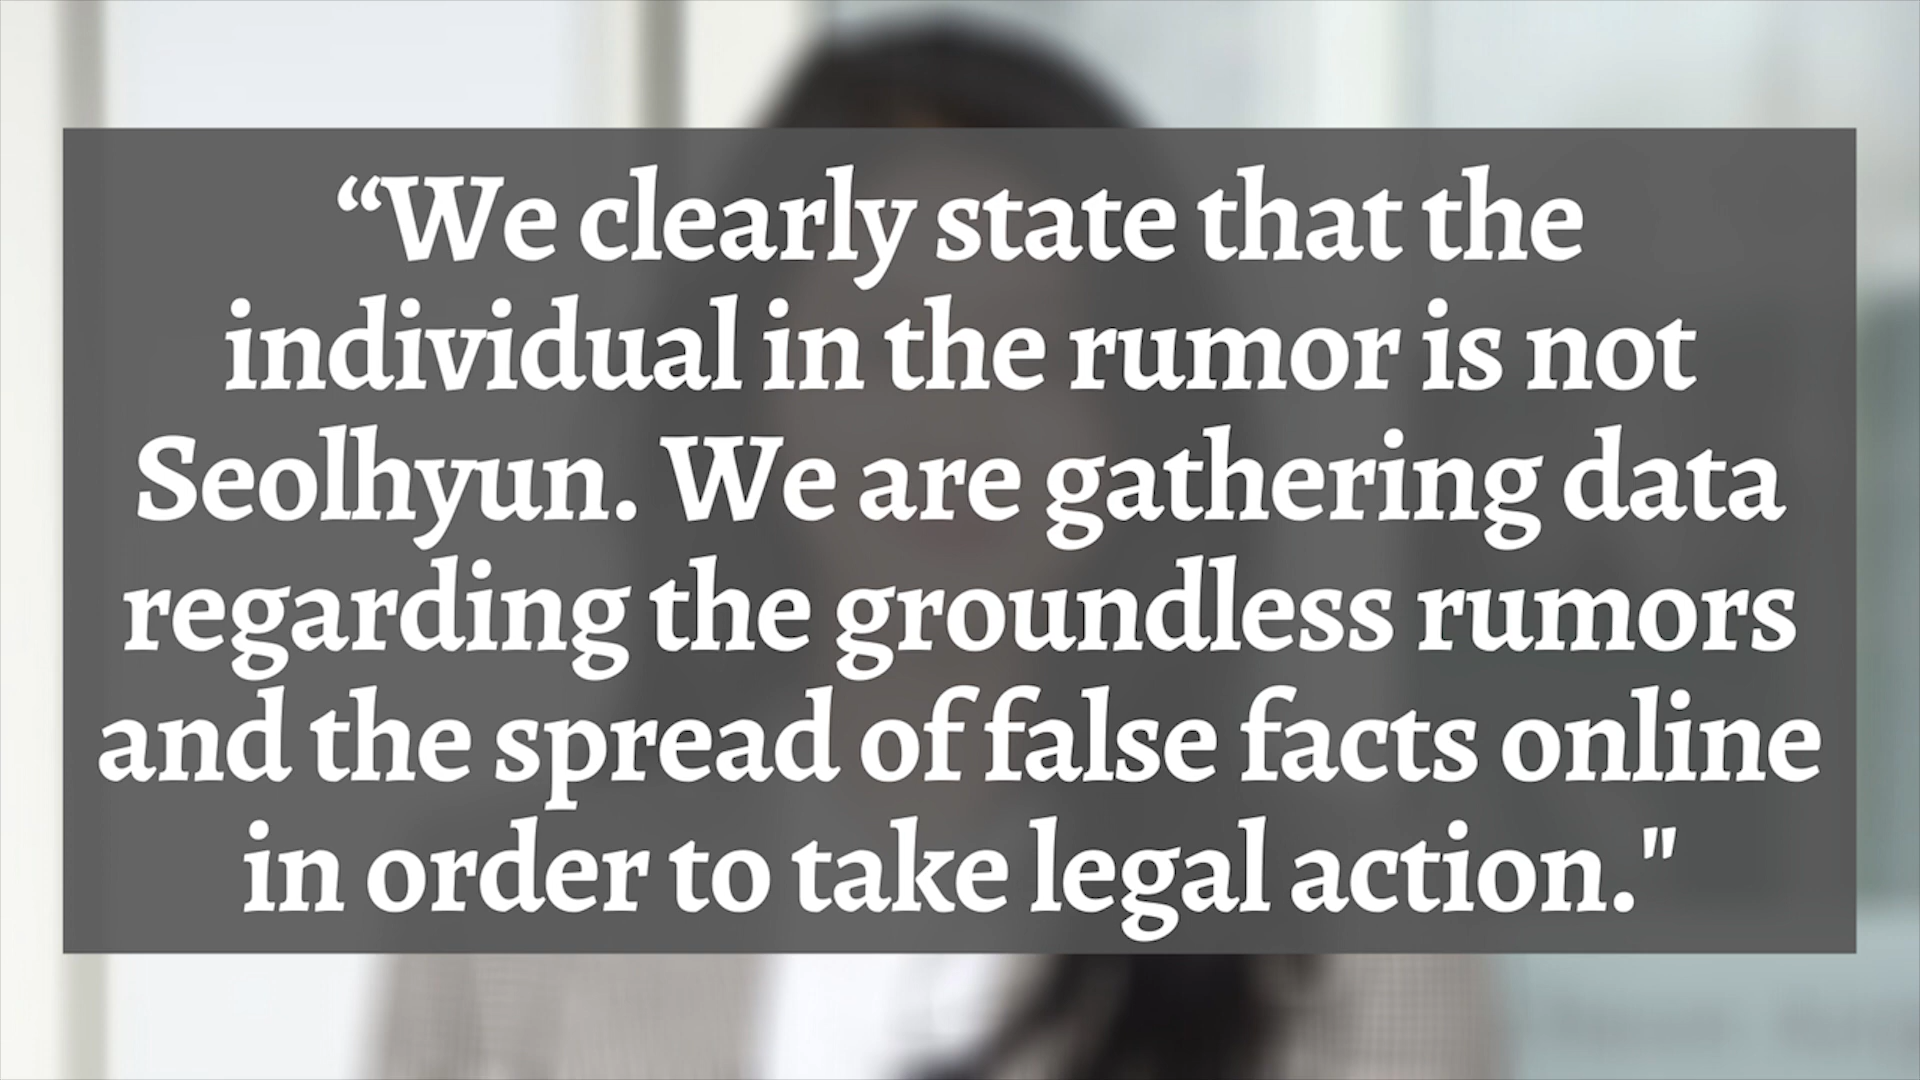 “We clearly state that the
individual in the rumor is not
Seolhyun. We are gathering data
regarding the groundless rumors
and the spread of false facts online
in order to take legal action."